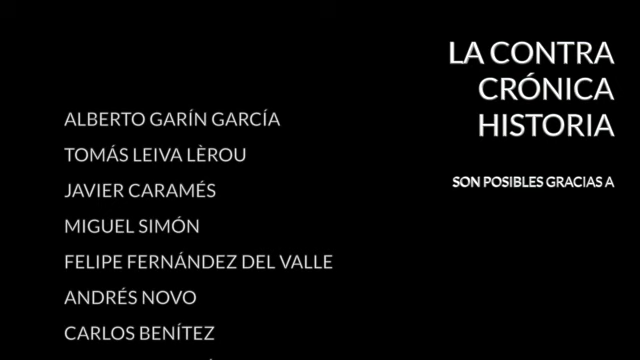 LA CONTRA
CRÓNICA
HISTORIA
SON POSIBLES GRACIAS A
ALBERTO GARÍN GARCÍA
TOMÁS LEIVA LÈROU
JAVIER CARAMÉS
MIGUEL SIMÓN
FELIPE FERNÁNDEZ DEL VALLE
ANDRÉS NOVO
CARLOS BENÍTEZ